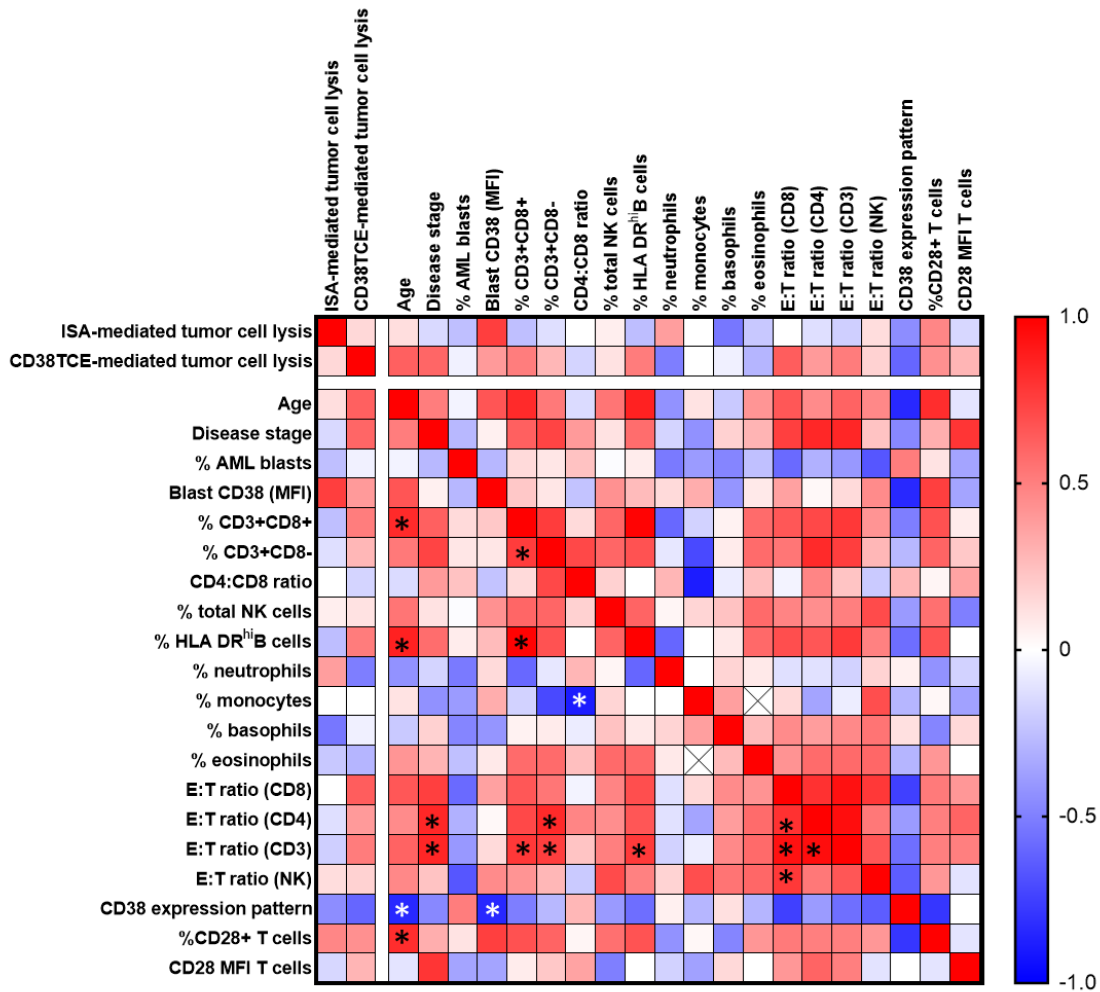 ISA-mediated tumor cell lysis
CD38TCE-mediated tumor cell lysis
Age
Disease stage
% AML blasts
Blast CD38 (MFI)
% CD3+CD8+
% CD3+CD8-
CD4:CD8 ratio
% total NK cells
% HLA DRhiB cells
% neutrophils
% monocytes
% basophils
% eosinophils
E:T ratio (CD8)
E:T ratio (CD4)
E:T ratio (CD3)
E:T ratio (NK)
CD38 expression pattern
%CD28+ T cells
CD28 MFI T cells
ISA-mediated tumor cell lysis
CD38TCE-mediated tumor cell lysis
Age
Disease stage
% AML blasts
Blast CD38 (MFI)
% CD3+CD8+
*
% CD3+CD8-
*
CD4:CD8 ratio
% total NK cells
% HLA DRhiB cells
* *
% neutrophils
% monocytes
*
% basophils
% eosinophils
E:T ratio (CD8)
E:T ratio (CD4)
* * *
E:T ratio (CD3)
* * * * * *
E:T ratio (NK)
*
CD38 expression pattern
* *
%CD28+ T cells
*
CD28 MFI T cells
1.0
0.5
0
-0.5
-1.0